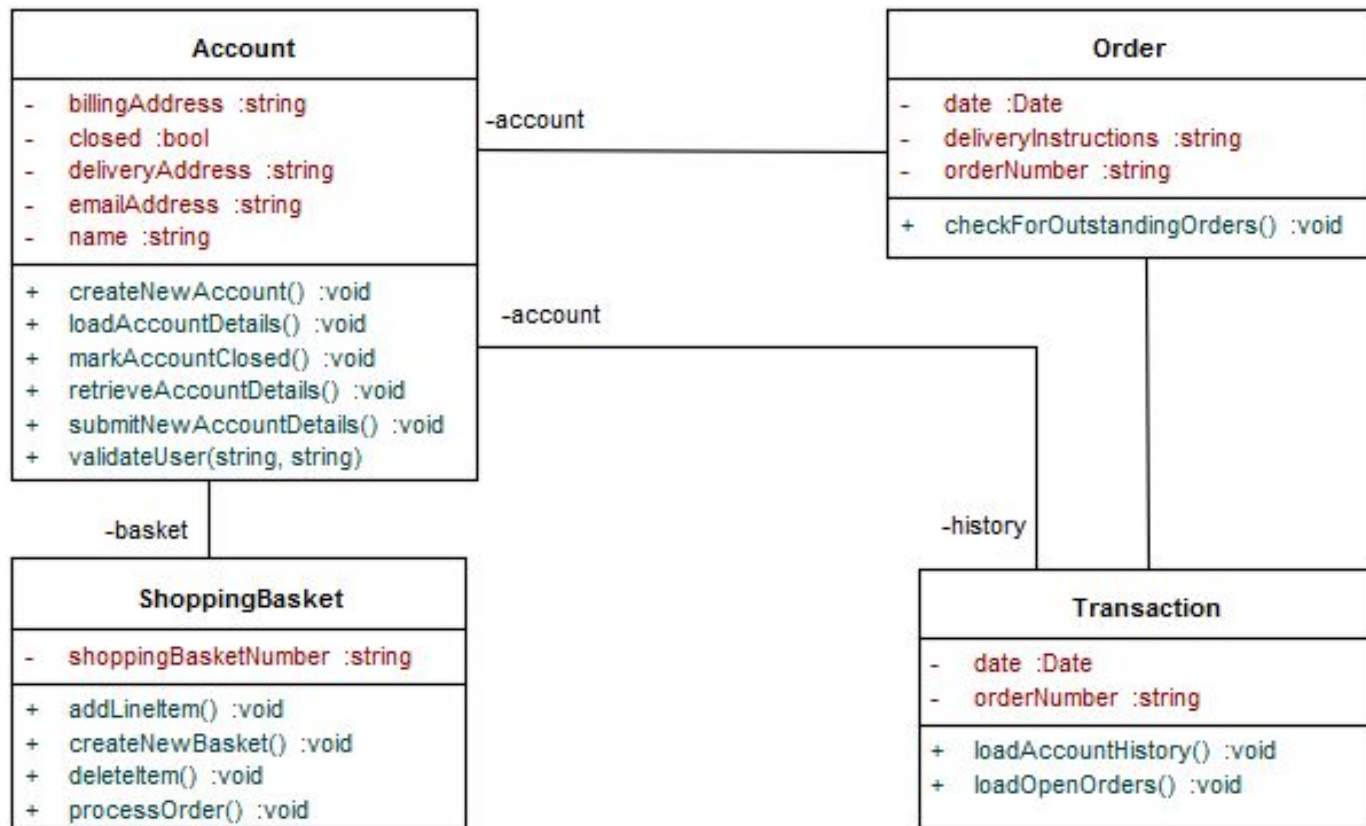 Account
- billingAddress :string
- closed :bool
- deliveryAddress :string
- emailAddress :string
- name :string
+ createNewAccount() :void
+ loadAccountDetails() :void
+ markAccountClosed() :void
+ retrieveAccountDetails() :void
+ submitNewAccountDetails() :void
+ validateUser(string, string)
-account
Order
- date :Date
- deliveryInstructions :string
- orderNumber :string
+ checkForOutstandingOrders() :void
-account
-basket
-history
ShoppingBasket
- shoppingBasketNumber :string
+ addLineItem() :void
+ createNewBasket() :void
+ deleteItem() :void
+ processOrder() :void
Transaction
- date :Date
- orderNumber :string
+ loadAccountHistory() :void
+ loadOpenOrders() :void